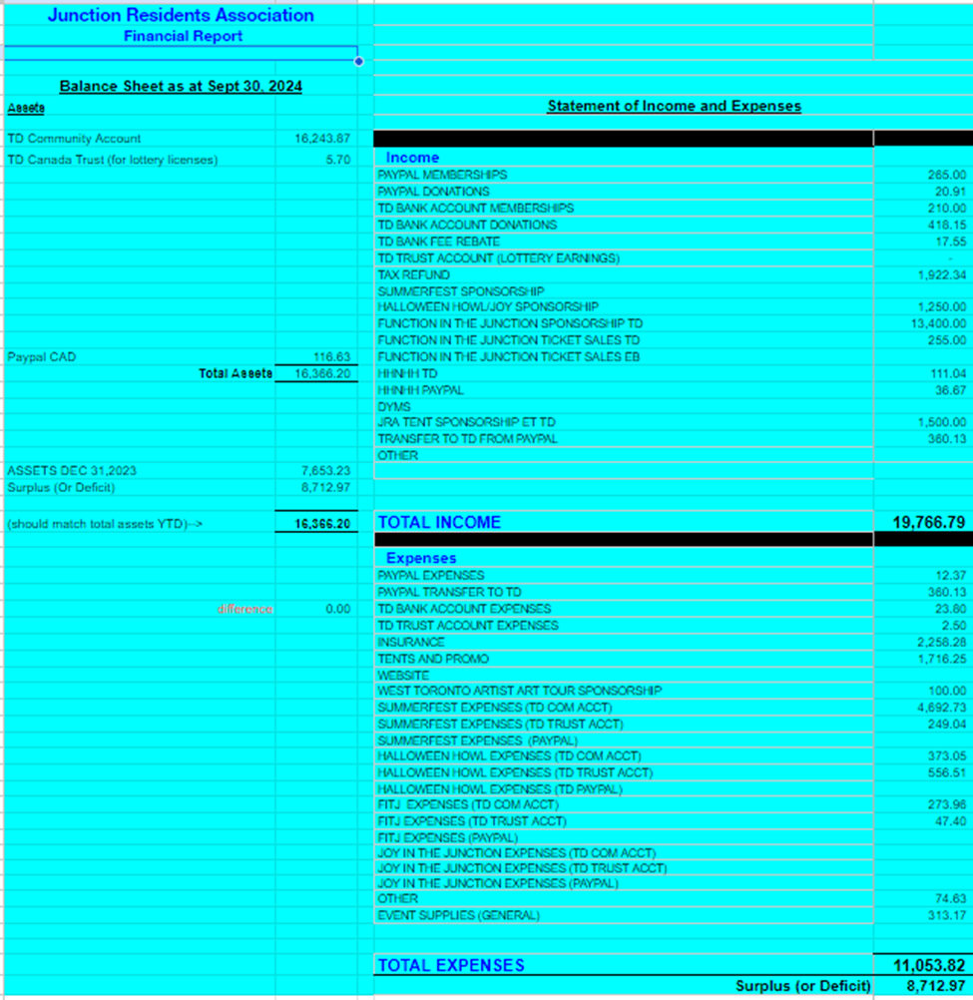 Junction Residents Association
Financial Report
Balance Sheet as at Sept 30, 2024
Assets
TD Community Account 16,243.87
TD Canada Trust (for lottery licenses) 5.70
Paypal CAD 116.63
Total Assets 16,366.20
ASSETS DEC 31,2023 7,653.23
Surplus (Or Deficit) 8,712.97
(should match total assets YTD)--> 16,366.20
difference 0.00
Statement of Income and Expenses
Income
PAYPAL MEMBERSHIPS 265.00
PAYPAL DONATIONS 20.91
TD BANK ACCOUNT MEMBERSHIPS 210.00
TD BANK ACCOUNT DONATIONS 418.15
TD BANK FEE REBATE 17.55
TD TRUST ACCOUNT (LOTTERY EARNINGS) -
TAX REFUND 1,922.34
SUMMERFEST SPONSORSHIP
HALLOWEEN HOWL/JOY SPONSORSHIP 1,250.00
FUNCTION IN THE JUNCTION SPONSORSHIP TD 13,400.00
FUNCTION IN THE JUNCTION TICKET SALES TD 255.00
FUNCTION IN THE JUNCTION TICKET SALES EB
HHNHH TD 111.04
HHNHH PAYPAL 36.67
DYMS
JRA TENT SPONSORSHIP ET TD 1,500.00
TRANSFER TO TD FROM PAYPAL 360.13
OTHER
TOTAL INCOME 19,766.79
Expenses
PAYPAL EXPENSES 12.37
PAYPAL TRANSFER TO TD 360.13
TD BANK ACCOUNT EXPENSES 23.80
TD TRUST ACCOUNT EXPENSES 2.50
INSURANCE 2,258.28
TENTS AND PROMO 1,716.25
WEBSITE
WEST TORONTO ARTIST ART TOUR SPONSORSHIP 100.00
SUMMERFEST EXPENSES (TD COM ACCT) 4,692.73
SUMMERFEST EXPENSES (TD TRUST ACCT) 249.04
SUMMERFEST EXPENSES (PAYPAL)
HALLOWEEN HOWL EXPENSES (TD COM ACCT) 373.05
HALLOWEEN HOWL EXPENSES (TD TRUST ACCT) 556.51
HALLOWEEN HOWL EXPENSES (TD PAYPAL)
FITJ EXPENSES (TD COM ACCT) 273.96
FITJ EXPENSES (TD TRUST ACCT) 47.40
FITJ EXPENSES (PAYPAL)
JOY IN THE JUNCTION EXPENSES (TD COM ACCT)
JOY IN THE JUNCTION EXPENSES (TD TRUST ACCT)
JOY IN THE JUNCTION EXPENSES (PAYPAL)
OTHER 74.63
EVENT SUPPLIES (GENERAL) 313.17
TOTAL EXPENSES 11,053.82
Surplus (or Deficit) 8,712.97